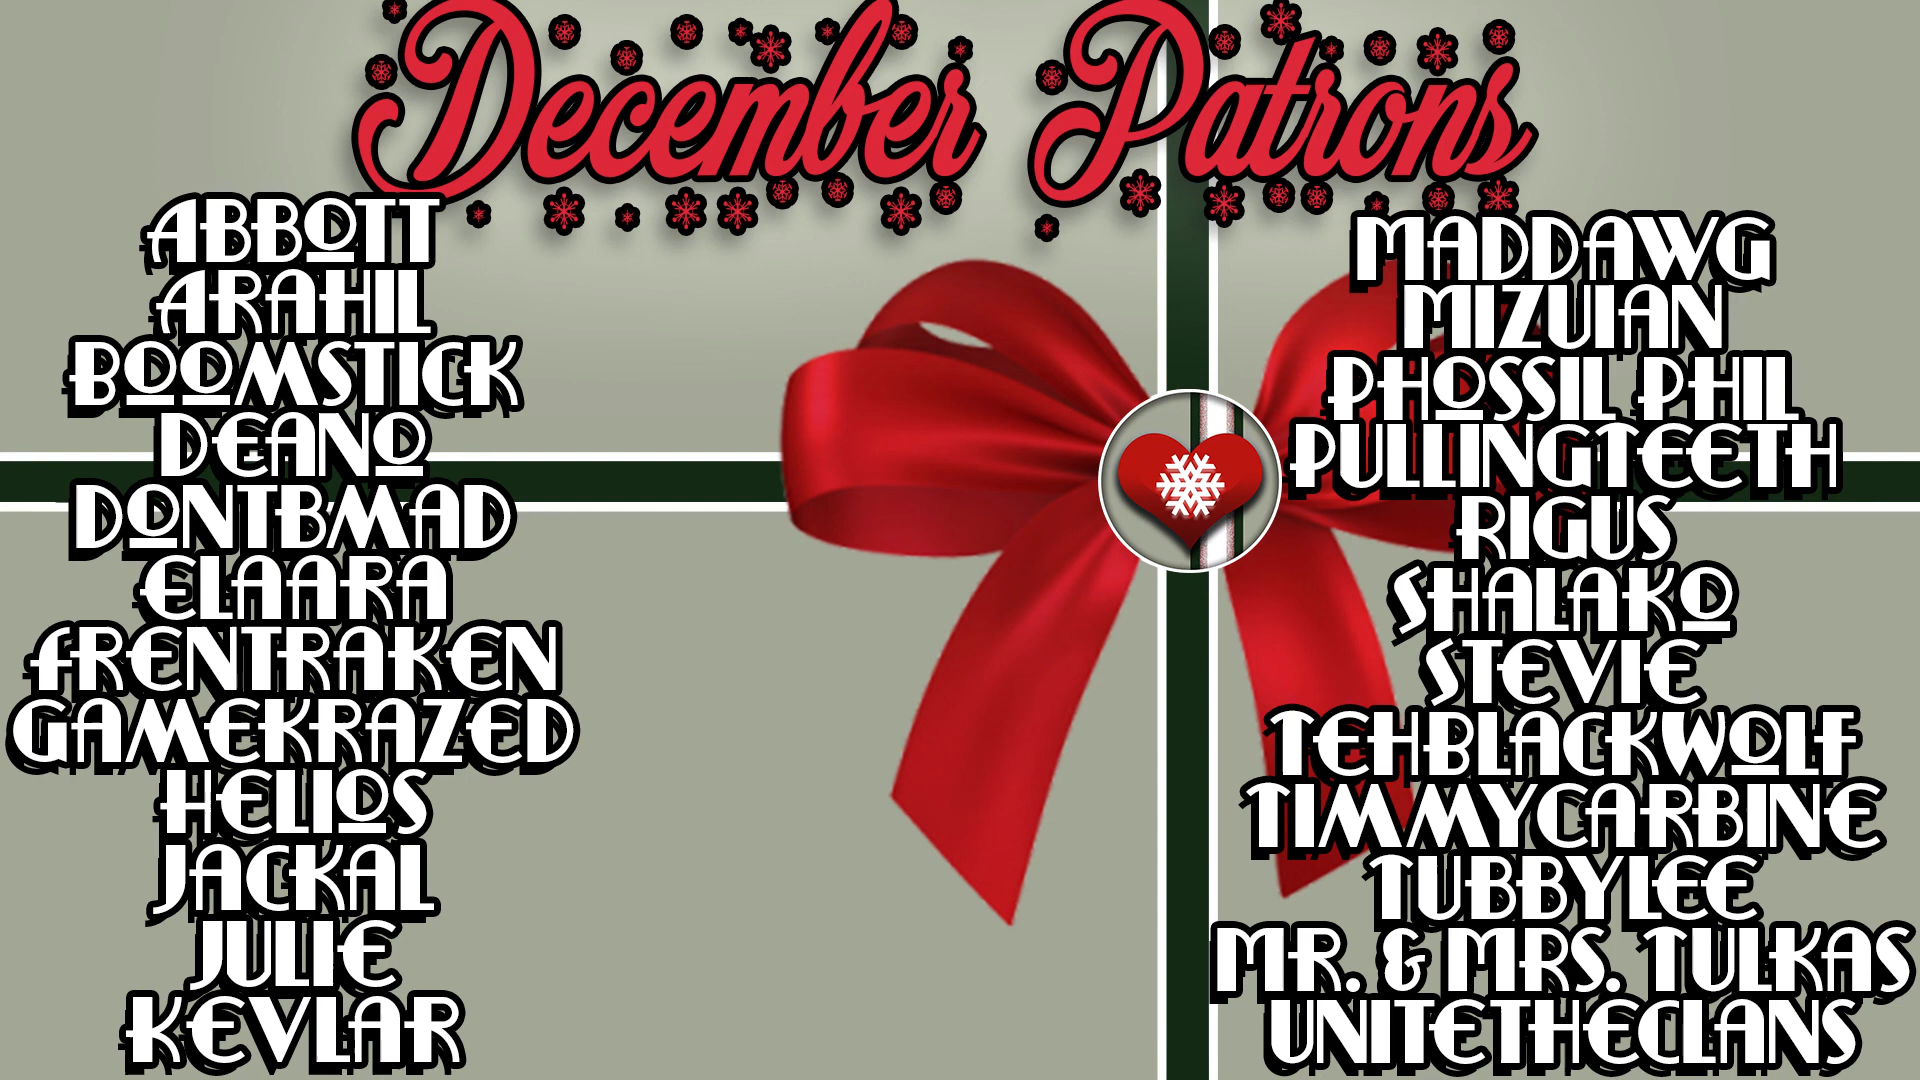 December Patrons
ABBOTT
ARAHIL
BOOMSTICK
DEANO
DONTBMAD
ELAARA
FRENTRAKEN
GAMEKRAZED
HELIOS
JACKAL
JULIE
KEVLAR
MADDAWG
MIZUIAN
PHOSSIL PHIL
PULLINGTEETH
RIGUS
SHALAKO
STEVIE
TEHBLACKWOLF
TIMMYCARBINE
TUBBYLEE
MR. & MRS. TULKAS
UNITETHECLANS